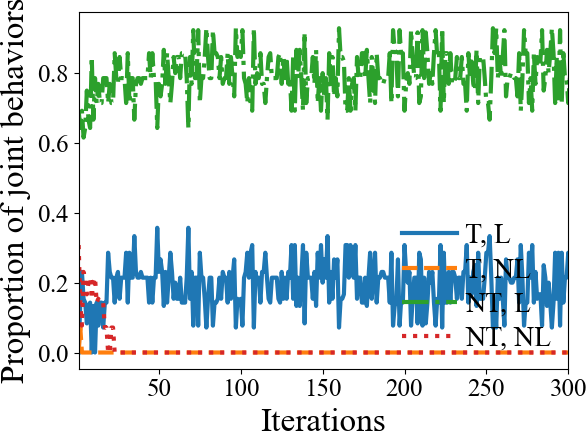 Proportion of joint behaviors
0.8
0.6
0.4
0.2
0.0
T, L
T, NL
NT, L
NT, NL
50
100
150
200
250
300
Iterations